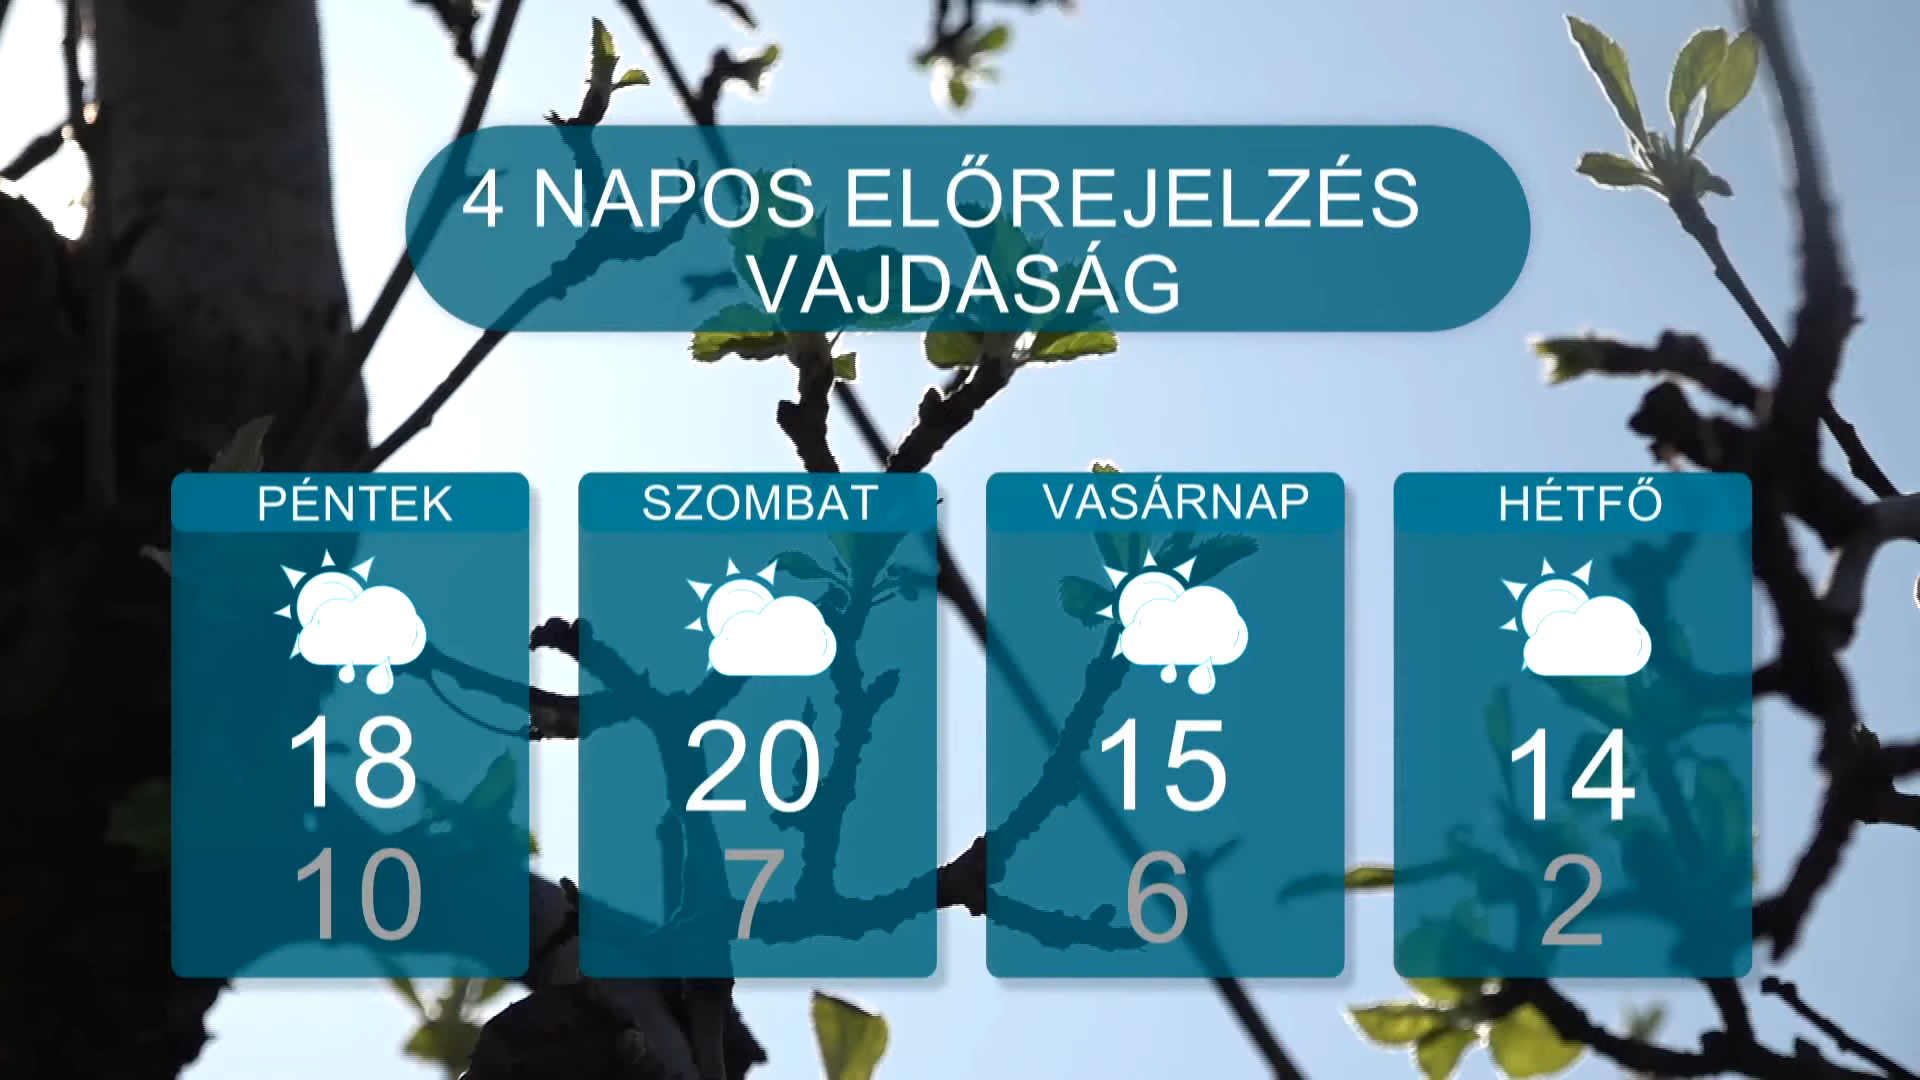 4 NAPOS ELŐREJELZÉS
VAJDASÁG
PÉNTEK
18
10
SZOMBAT
20
7
VASÁRNAP
15
6
HÉTFŐ
14
2